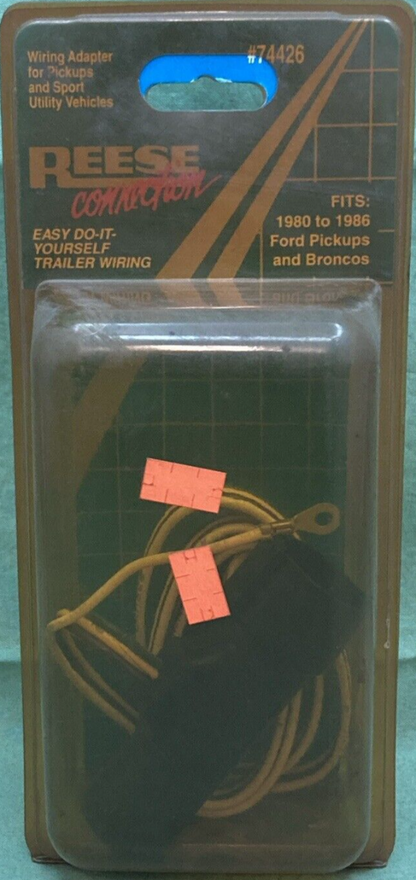 Wiring Adapter
for Pickups
and Sport
Utility Vehicles
#74426
REESE
connection
EASY DO-IT-
YOURSELF
TRAILER WIRING
FITS:
1980 to 1986
Ford Pickups
and Broncos